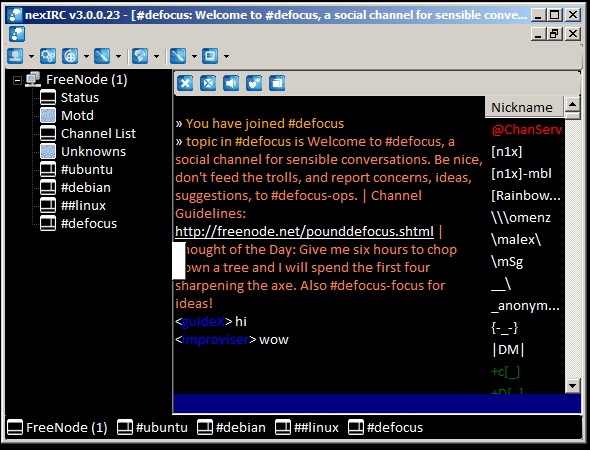 nexIRC v3.0.0.23 - [#defocus: Welcome to #defocus, a social channel for sensible conve...
FreeNode (1)
Status
Motd
Channel List
Unknowns
#ubuntu
#debian
##linux
#defocus
» You have joined #defocus
» topic in #defocus is Welcome to #defocus, a
social channel for sensible conversations. Be nice,
don't feed the trolls, and report concerns, ideas,
suggestions, to #defocus-ops. | Channel
Guidelines:
http://freenode.net/pounddefocus.shtml |
hought of the Day: Give me six hours to chop
own a tree and I will spend the first four
sharpening the axe. Also #defocus-focus for
ideas!
<guideX> hi
<improviser> wow
Nickname
@ChanServ
[n1x]
[n1x]-mbl
[Rainbow...
\\\omenz
\malex\
\mSg
__\
_anonym...
{-_-}
|DM|
+c[_]
+D[_]
FreeNode (1) #ubuntu #debian ##linux #defocus